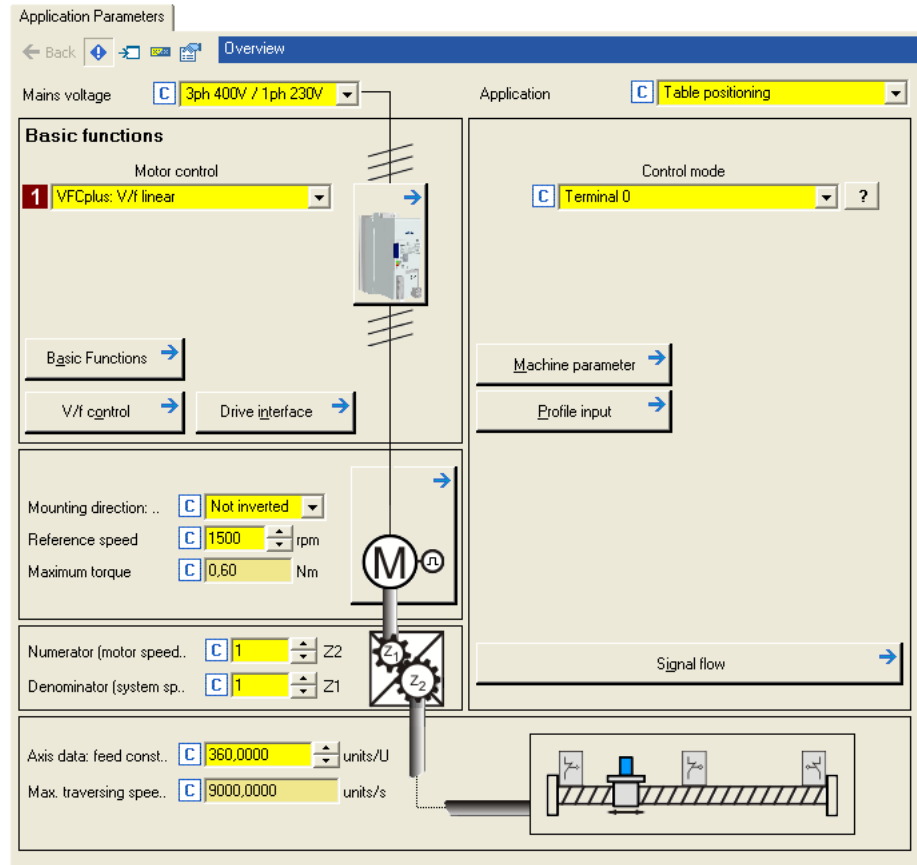 Application Parameters
Back
Overview
Mains voltage C 3ph 400V / 1ph 230V
Application C Table positioning
Basic functions
Motor control
1 VFCplus: V/f linear
Control mode
C Terminal 0 ?
Basic Functions
V/f control
Drive interface
Machine parameter
Profile input
Mounting direction: .. C Not inverted
Reference speed C 1500 rpm
Maximum torque C 0,60 Nm
M
Numerator (motor speed.. C 1 Z2
Denominator (system sp.. C 1 Z1
Z1
Z2
Signal flow
Axis data: feed const.. C 360,0000 units/U
Max. traversing spee.. C 9000,0000 units/s